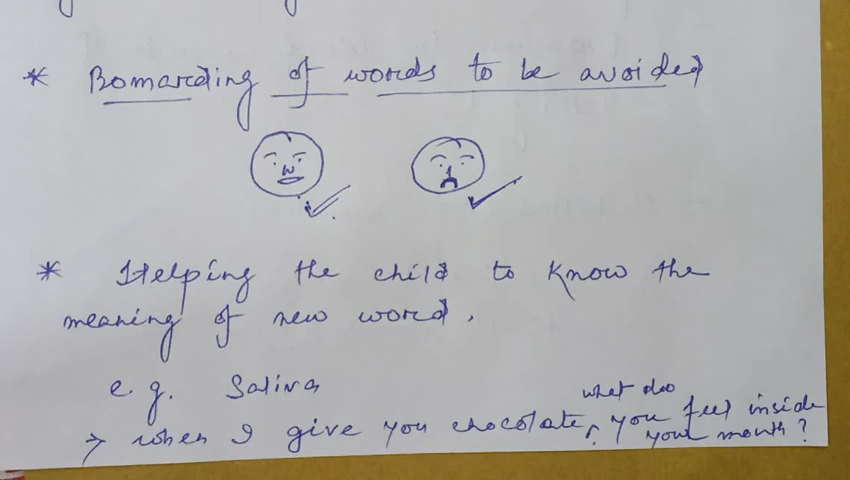 * Bomarding of words to be avoided
* Helping the child to know the
meaning of new word.
e.g. Saliva
→ when I give you chocolate, what do you feel inside
your mouth?